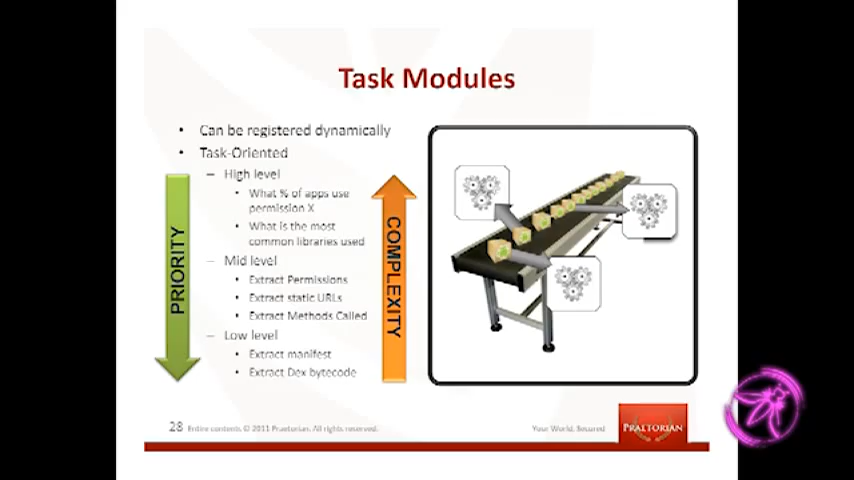 Task Modules
• Can be registered dynamically
• Task-Oriented
– High level
• What % of apps use
permission X
• What is the most
common libraries used
– Mid level
• Extract Permissions
• Extract static URLs
• Extract Methods Called
– Low level
• Extract manifest
• Extract Dex bytecode
PRIORITY
COMPLEXITY
28 Entire contents © 2011 Praetorian. All rights reserved.
Your World, Secured
PRAETORIAN